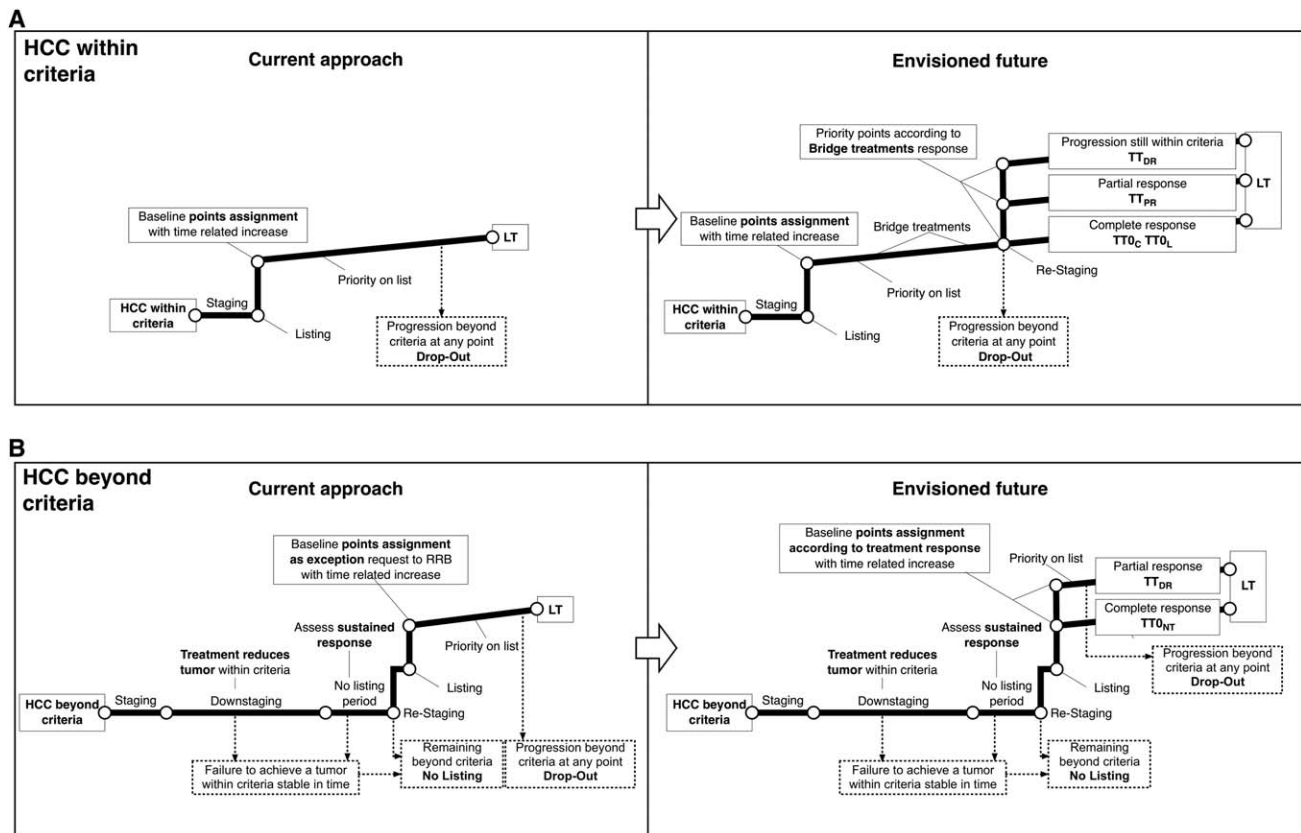 A
HCC within
criteria
Current approach
Baseline points assignment
with time related increase
LT
Priority on list
Staging
HCC within
criteria
Listing
Progression beyond
criteria at any point
Drop-Out
Envisioned future
Priority points according to
Bridge treatments response
Progression still within criteria
TTDR
Partial response
TTPR
LT
Complete response
TT0C TT0L
Baseline points assignment
with time related increase
Bridge treatments
Re-Staging
Priority on list
Staging
HCC within
criteria
Listing
Progression beyond
criteria at any point
Drop-Out
B
HCC beyond
criteria
Current approach
Baseline points assignment
as exception request to RRB
with time related increase
LT
Assess sustained
response
Priority on list
Treatment reduces
tumor within criteria
No listing
period
Listing
Staging
Downstaging
HCC beyond
criteria
Re-Staging
Failure to achieve a tumor
within criteria stable in time
Remaining
beyond criteria
No Listing
Progression beyond
criteria at any point
Drop-Out
Envisioned future
Baseline points assignment
according to treatment response
with time related increase
Priority on list
Partial response
TTDR
LT
Complete response
TT0NT
Assess sustained
response
Treatment reduces
tumor within criteria
No listing
period
Listing
Progression beyond
criteria at any point
Drop-Out
Staging
Downstaging
HCC beyond
criteria
Re-Staging
Failure to achieve a tumor
within criteria stable in time
Remaining
beyond criteria
No Listing